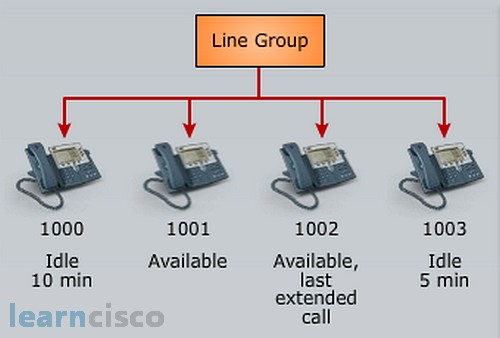 Line Group
1000
1001
1002
1003
Idle
10 min
Available
Available,
last
extended
call
Idle
5 min
learncisco